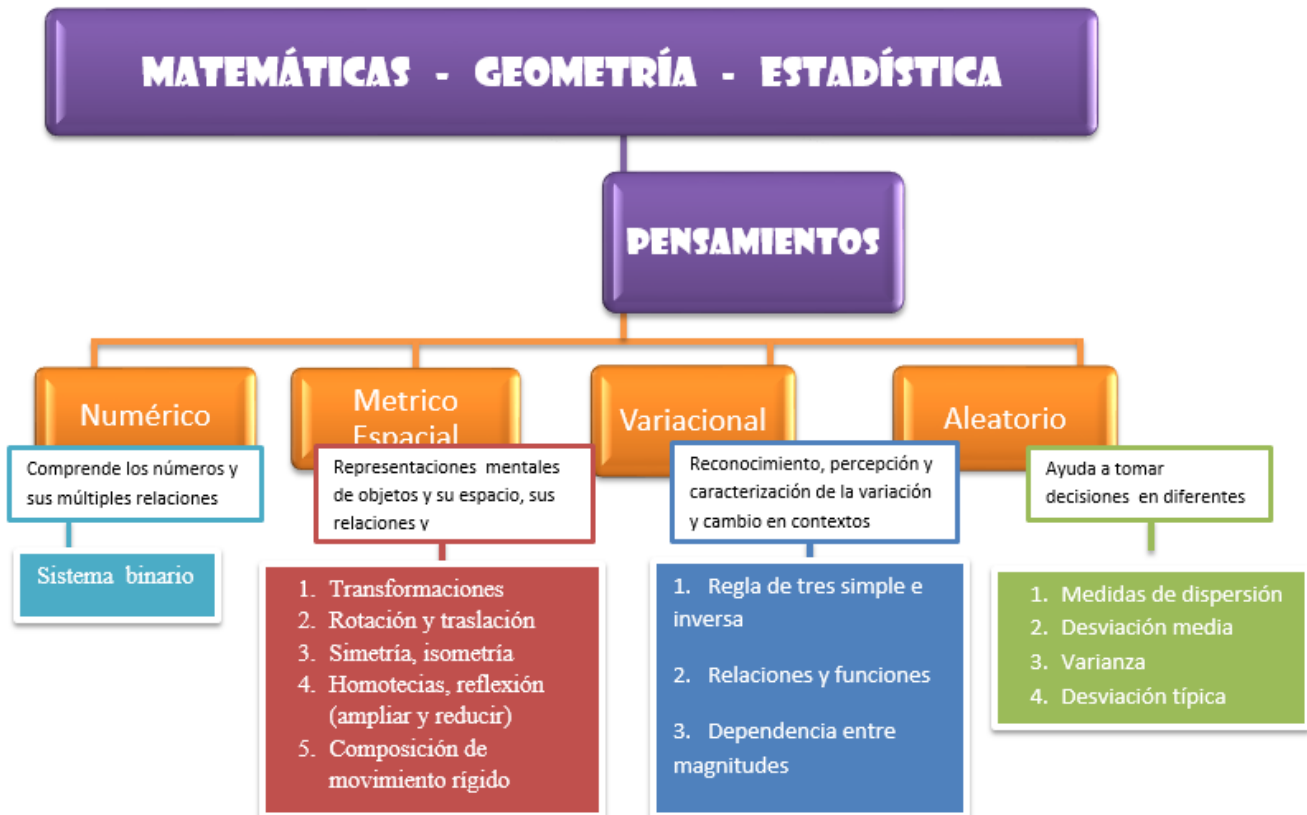 MATEMÁTICAS - GEOMETRÍA - ESTADÍSTICA
PENSAMIENTOS
Numérico
Comprende los números y
sus múltiples relaciones
Sistema binario
Metrico
Espacial
Representaciones mentales
de objetos y su espacio, sus
relaciones y
1. Transformaciones
2. Rotación y traslación
3. Simetría, isometría
4. Homotecias, reflexión
(ampliar y reducir)
5. Composición de
movimiento rígido
Variacional
Reconocimiento, percepción y
caracterización de la variación
y cambio en contextos
1. Regla de tres simple e
inversa
2. Relaciones y funciones
3. Dependencia entre
magnitudes
Aleatorio
Ayuda a tomar
decisiones en diferentes
1. Medidas de dispersión
2. Desviación media
3. Varianza
4. Desviación típica